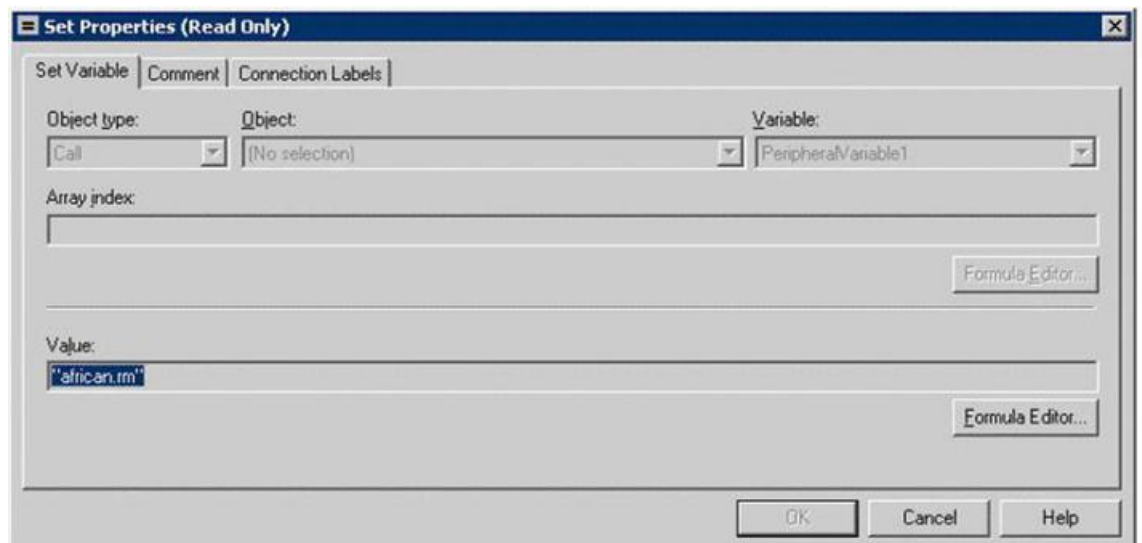 Set Properties (Read Only)
Set Variable Comment Connection Labels
Object type: Object: Variable:
Call (No selection) PeripheralVariable1
Array index:
Formula Editor...
Value:
"african.rm"
Formula Editor...
OK Cancel Help